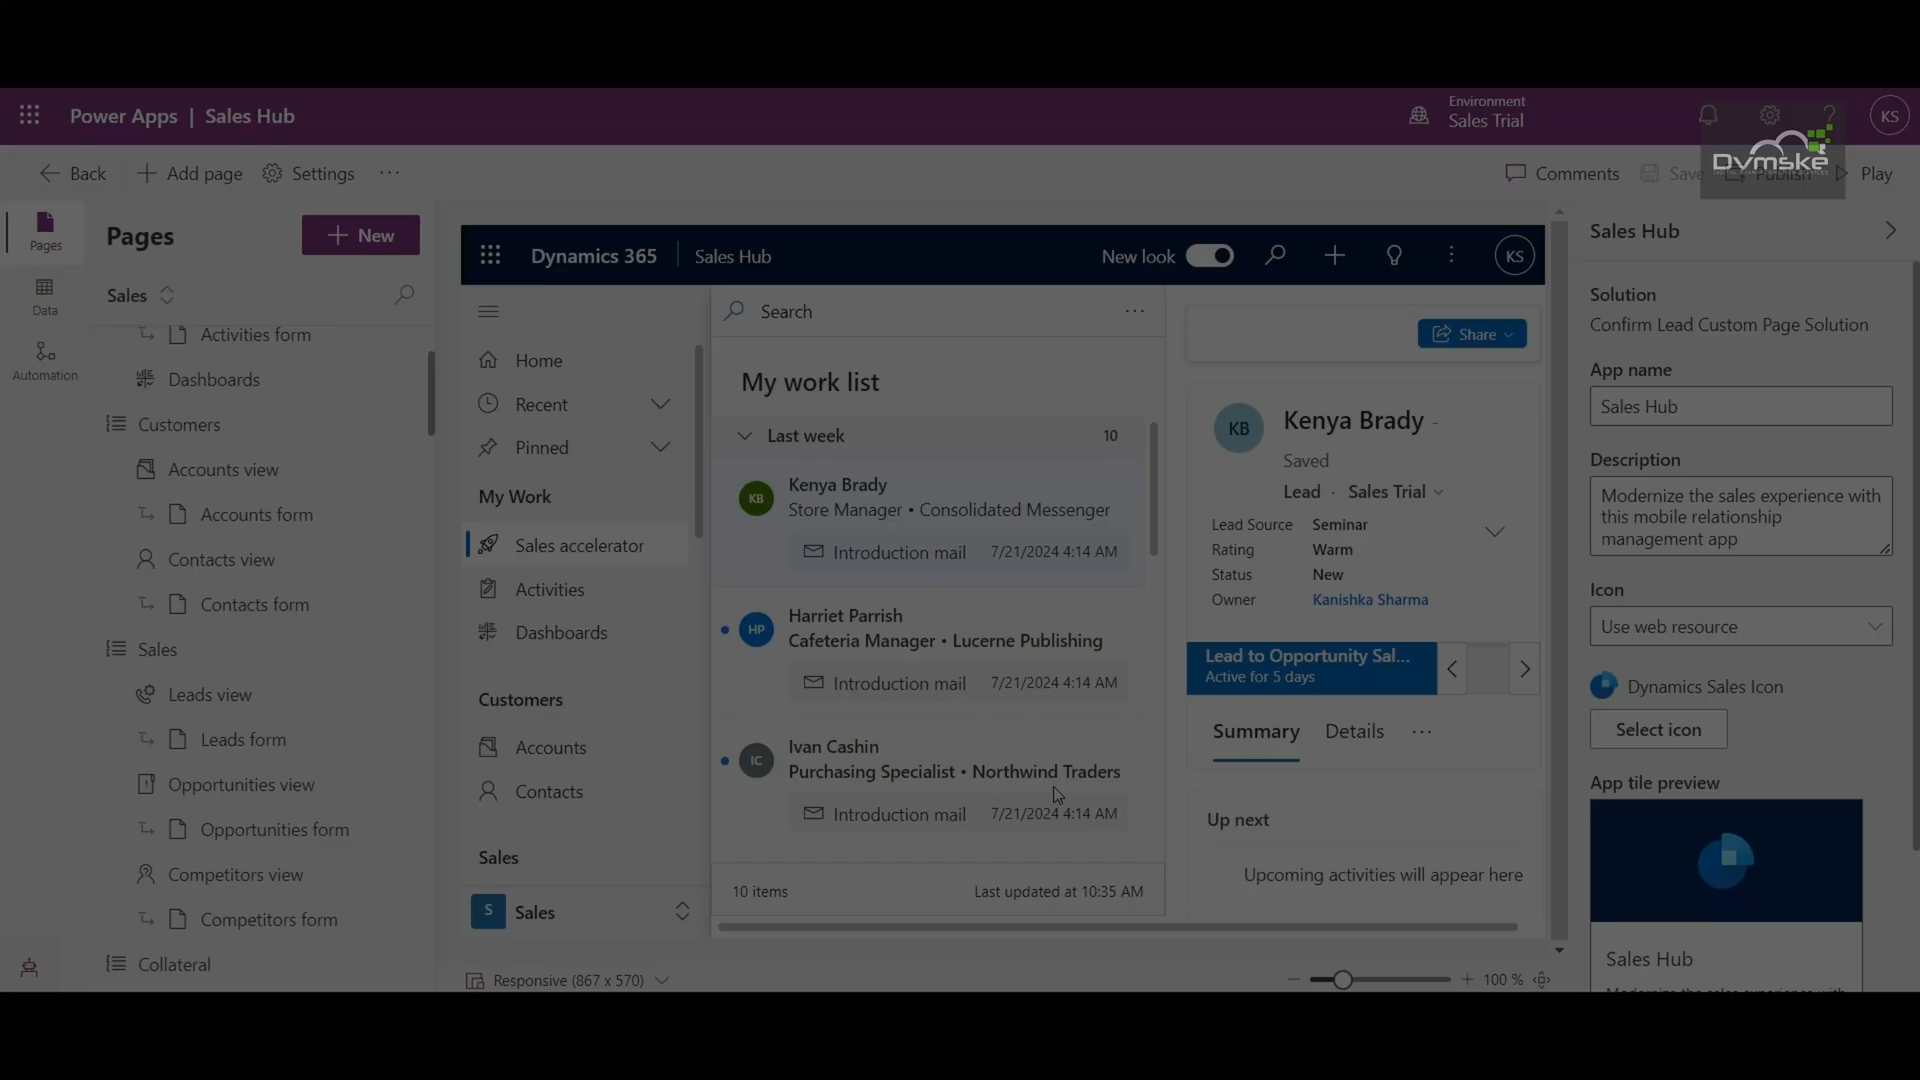 Power Apps | Sales Hub
Environment
Sales Trial
KS
Dvmske
Back
Add page
Settings
Comments
Save
Publish
Play
Pages
Data
Automation
Pages
New
Sales
Activities form
Dashboards
Customers
Accounts view
Accounts form
Contacts view
Contacts form
Sales
Leads view
Leads form
Opportunities view
Opportunities form
Competitors view
Competitors form
Collateral
Dynamics 365
Sales Hub
New look
KS
Home
Recent
Pinned
My Work
Sales accelerator
Activities
Dashboards
Customers
Accounts
Contacts
Sales
S
Sales
Search
My work list
Last week
10
KB
Kenya Brady
Store Manager • Consolidated Messenger
Introduction mail
7/21/2024 4:14 AM
HP
Harriet Parrish
Cafeteria Manager • Lucerne Publishing
Introduction mail
7/21/2024 4:14 AM
IC
Ivan Cashin
Purchasing Specialist • Northwind Traders
Introduction mail
7/21/2024 4:14 AM
10 items
Last updated at 10:35 AM
Share
KB
Kenya Brady -
Saved
Lead · Sales Trial
Lead Source Seminar
Rating Warm
Status New
Owner Kanishka Sharma
Lead to Opportunity Sal...
Active for 5 days
Summary
Details
Up next
Upcoming activities will appear here
Responsive (867 x 570)
100 %
Sales Hub
Solution
Confirm Lead Custom Page Solution
App name
Sales Hub
Description
Modernize the sales experience with
this mobile relationship
management app
Icon
Use web resource
Dynamics Sales Icon
Select icon
App tile preview
Sales Hub